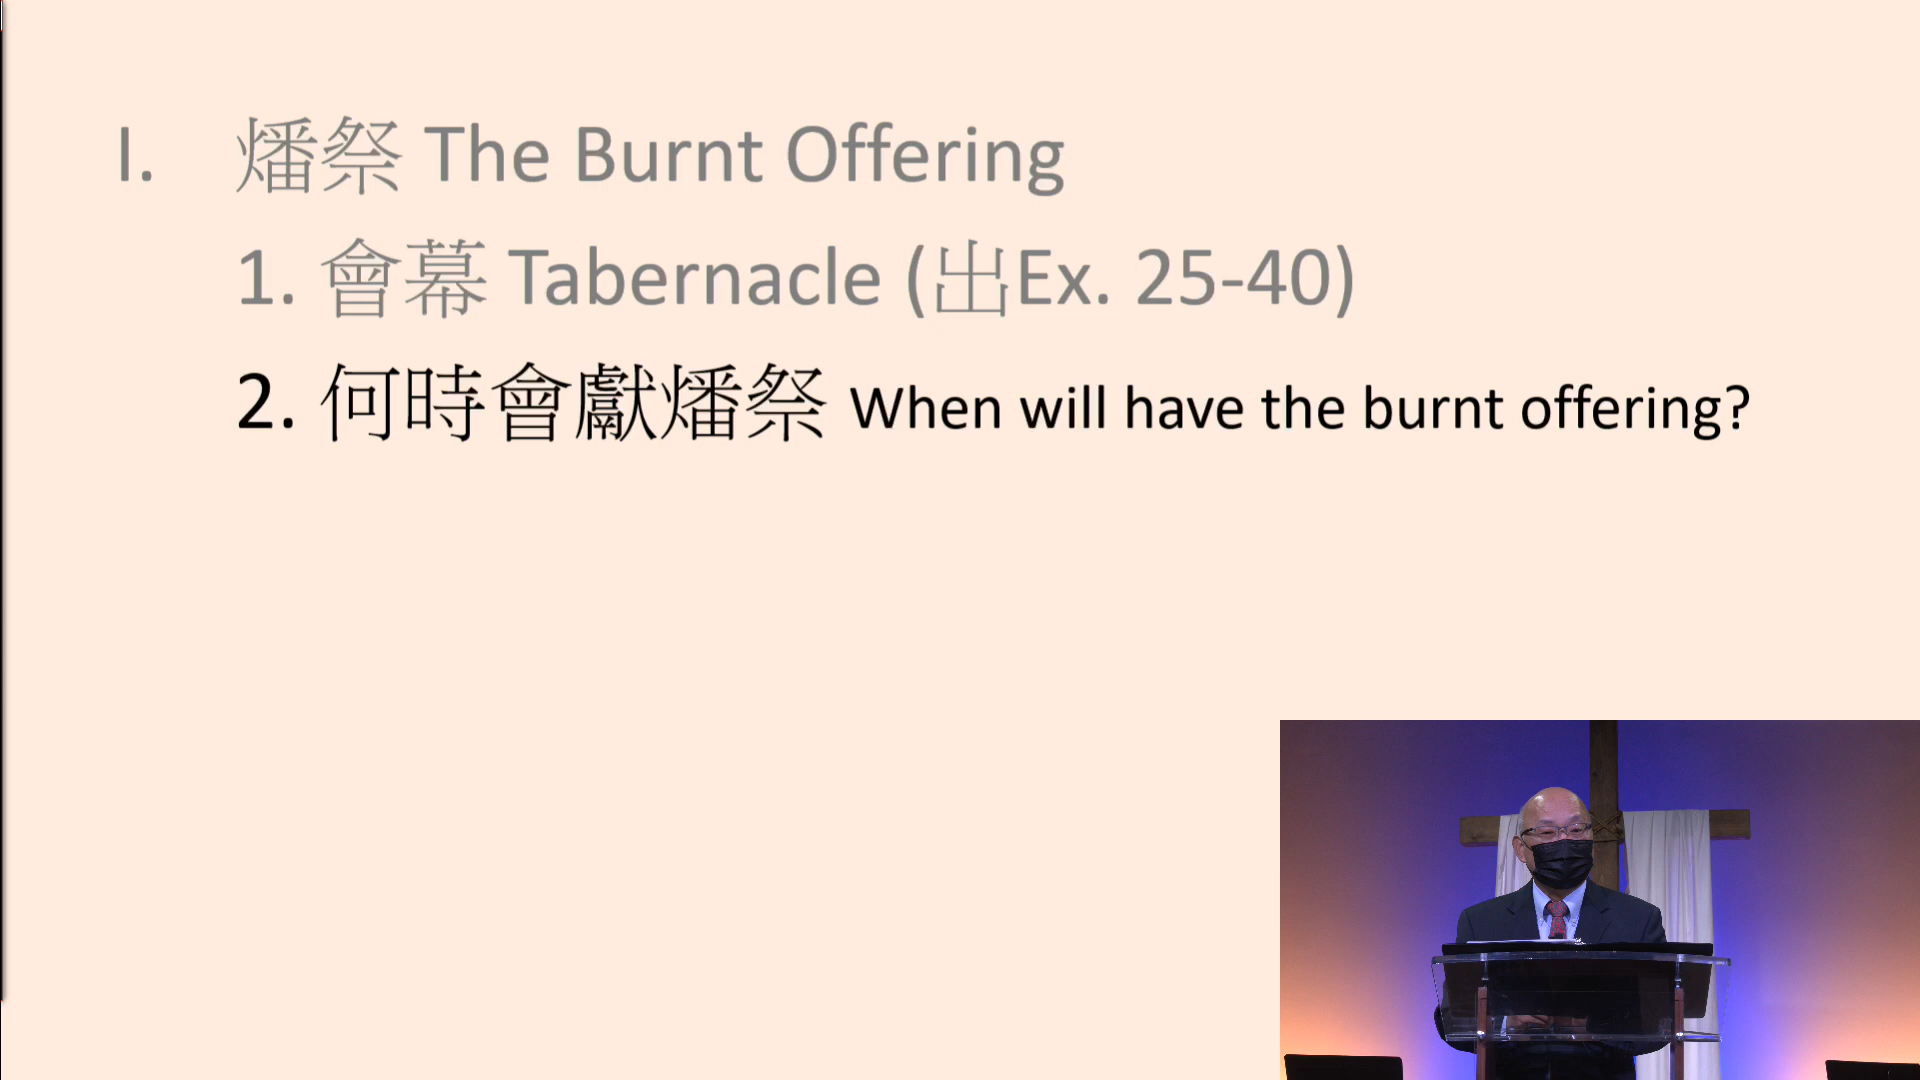 I. 燔祭 The Burnt Offering
1. 會幕 Tabernacle (出Ex. 25-40)
2. 何時會獻燔祭 When will have the burnt offering?